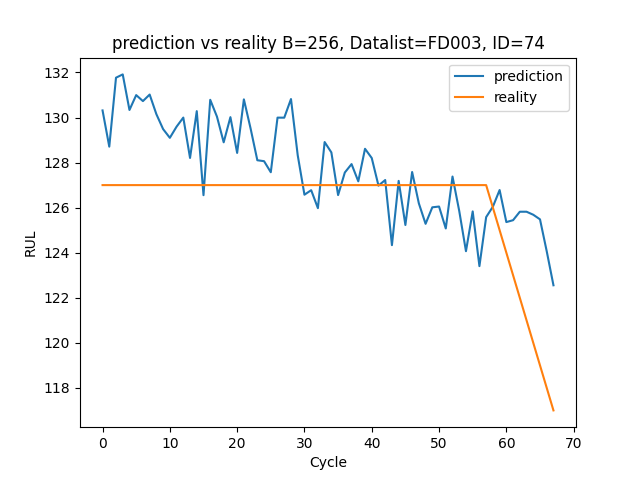 prediction vs reality B=256, Datalist=FD003, ID=74
prediction
reality
RUL
132
130
128
126
124
122
120
118
0 10 20 30 40 50 60 70
Cycle